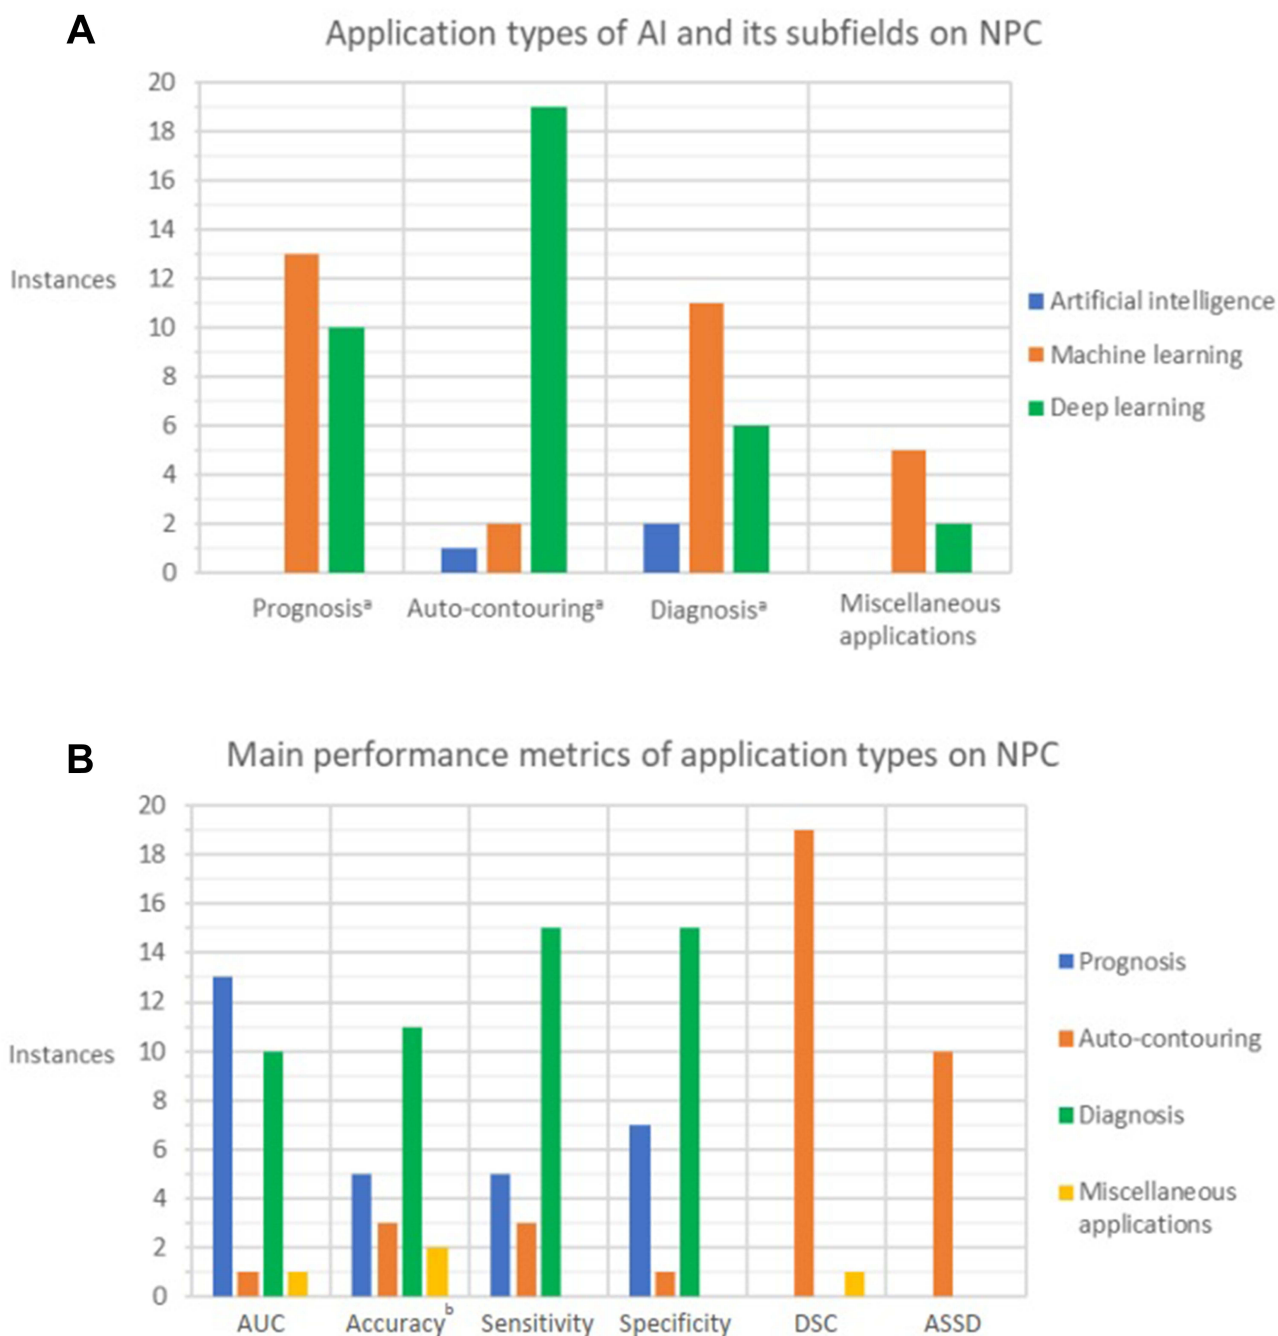 A
Application types of AI and its subfields on NPC
20
18
16
14
12
10
8
6
4
2
0
Instances
Artificial intelligence
Machine learning
Deep learning
Prognosisᵃ
Auto-contouringᵃ
Diagnosisᵃ
Miscellaneous
applications
B
Main performance metrics of application types on NPC
20
18
16
14
12
10
8
6
4
2
0
Instances
Prognosis
Auto-contouring
Diagnosis
Miscellaneous
applications
AUC
Accuracyᵇ
Sensitivity
Specificity
DSC
ASSD